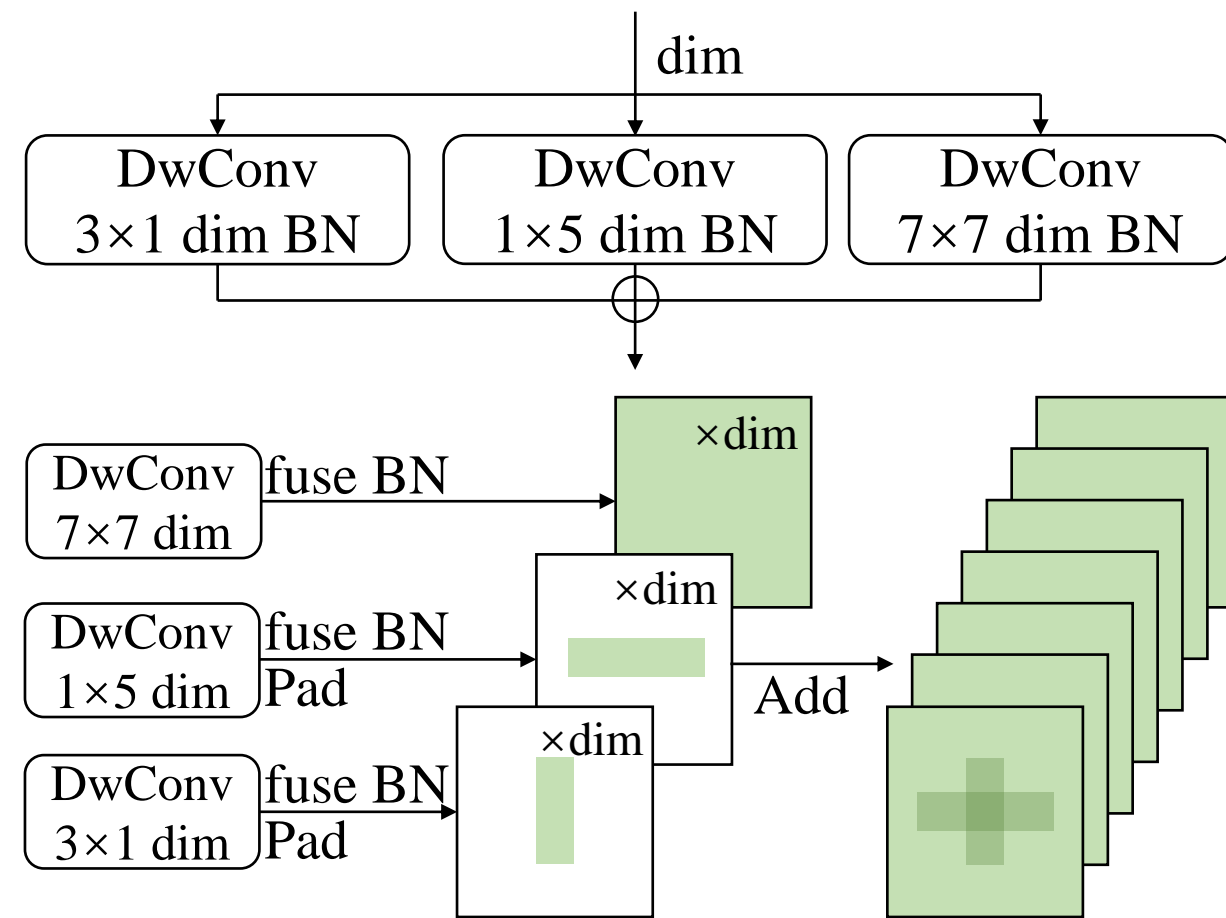 dim
DwConv
3×1 dim BN
DwConv
1×5 dim BN
DwConv
7×7 dim BN
×dim
DwConv
7×7 dim
fuse BN
×dim
DwConv
1×5 dim
fuse BN
Pad
Add
×dim
DwConv
3×1 dim
fuse BN
Pad